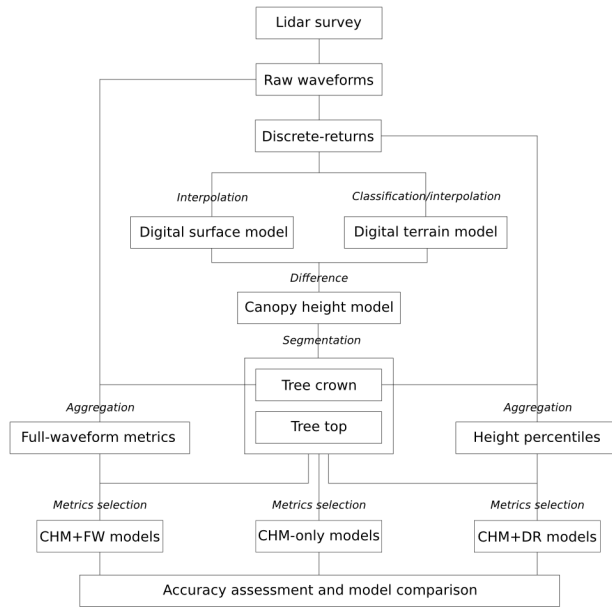 Lidar survey
Raw waveforms
Discrete-returns
Interpolation
Classification/interpolation
Digital surface model
Digital terrain model
Difference
Canopy height model
Segmentation
Tree crown
Aggregation
Aggregation
Tree top
Full-waveform metrics
Height percentiles
Metrics selection
Metrics selection
Metrics selection
CHM+FW models
CHM-only models
CHM+DR models
Accuracy assessment and model comparison